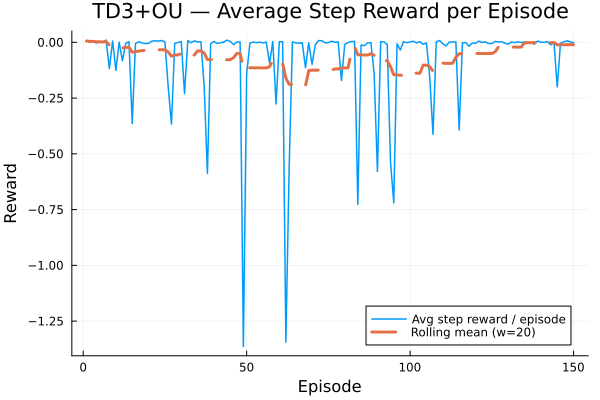 TD3+OU — Average Step Reward per Episode
Reward
0.00
−0.25
−0.50
−0.75
−1.00
−1.25
0
50
100
150
Episode
Avg step reward / episode
Rolling mean (w=20)